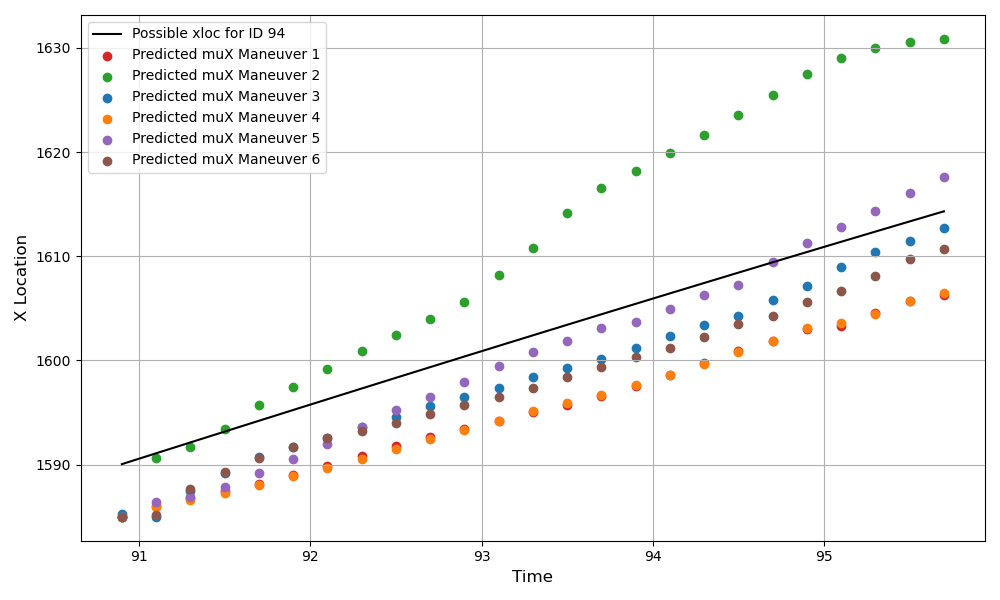 Possible xloc for ID 94
Predicted muX Maneuver 1
Predicted muX Maneuver 2
Predicted muX Maneuver 3
Predicted muX Maneuver 4
Predicted muX Maneuver 5
Predicted muX Maneuver 6
1630
1620
1610
1600
1590
X Location
91 92 93 94 95
Time